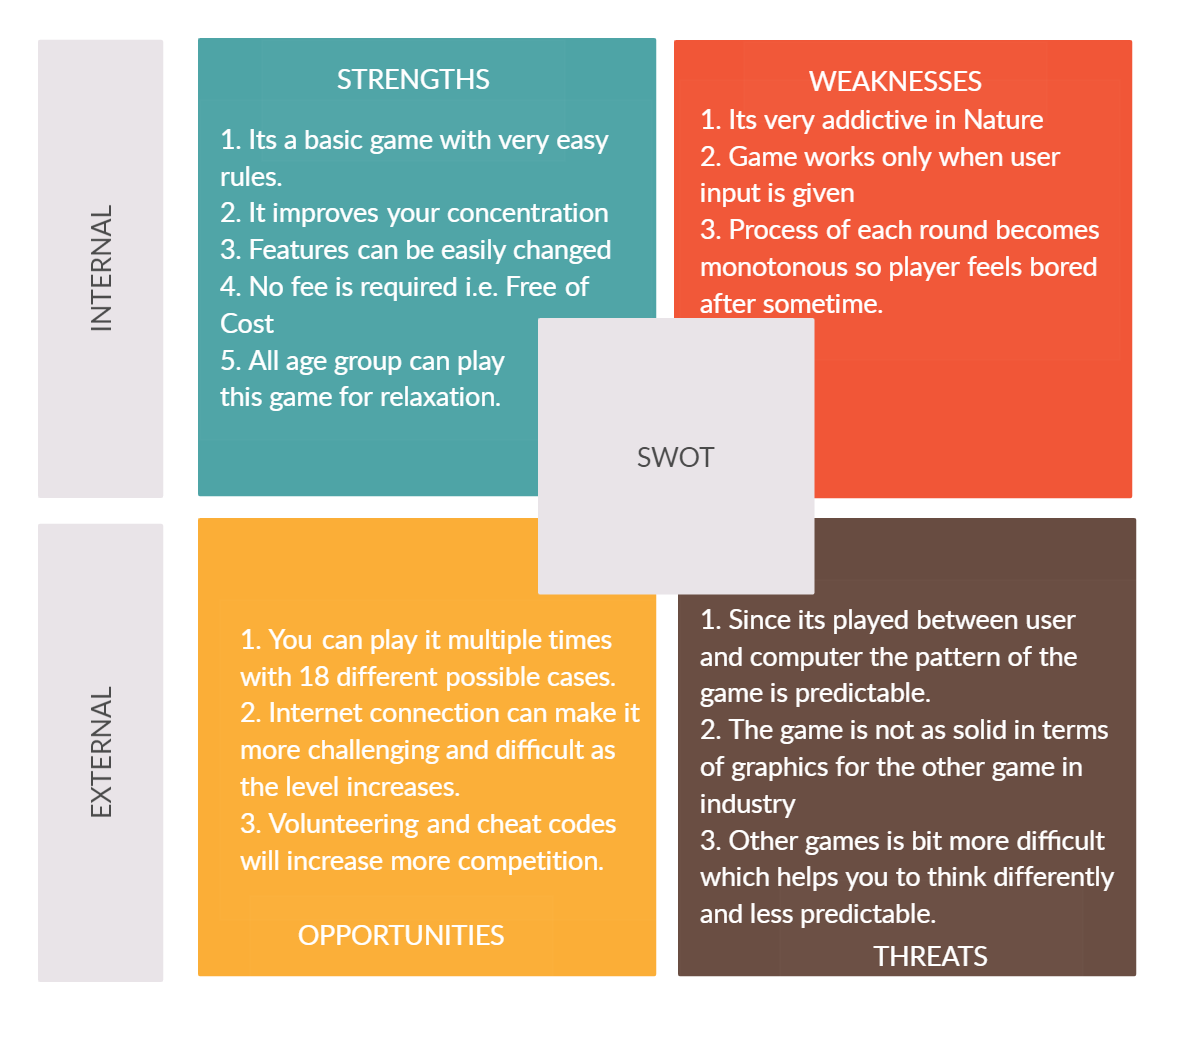 INTERNAL
STRENGTHS
1. Its a basic game with very easy
rules.
2. It improves your concentration
3. Features can be easily changed
4. No fee is required i.e. Free of
Cost
5. All age group can play
this game for relaxation.
WEAKNESSES
1. Its very addictive in Nature
2. Game works only when user
input is given
3. Process of each round becomes
monotonous so player feels bored
after sometime.
SWOT
EXTERNAL
1. You can play it multiple times
with 18 different possible cases.
2. Internet connection can make it
more challenging and difficult as
the level increases.
3. Volunteering and cheat codes
will increase more competition.
OPPORTUNITIES
1. Since its played between user
and computer the pattern of the
game is predictable.
2. The game is not as solid in terms
of graphics for the other game in
industry
3. Other games is bit more difficult
which helps you to think differently
and less predictable.
THREATS